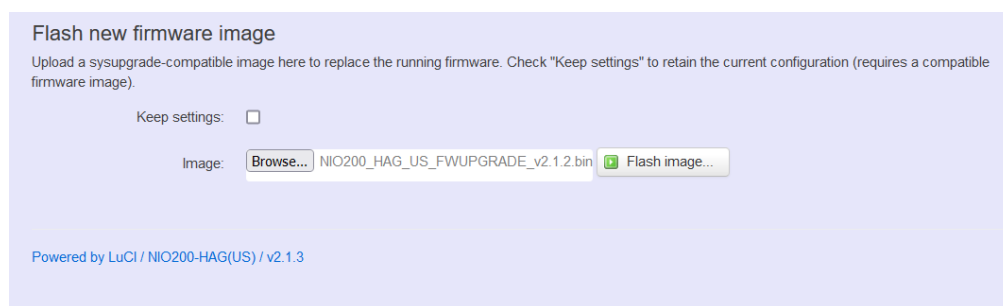 Flash new firmware image
Upload a sysupgrade-compatible image here to replace the running firmware. Check "Keep settings" to retain the current configuration (requires a compatible
firmware image).
Keep settings:
Image: Browse... NIO200_HAG_US_FWUPGRADE_v2.1.2.bin Flash image...
Powered by LuCI / NIO200-HAG(US) / v2.1.3